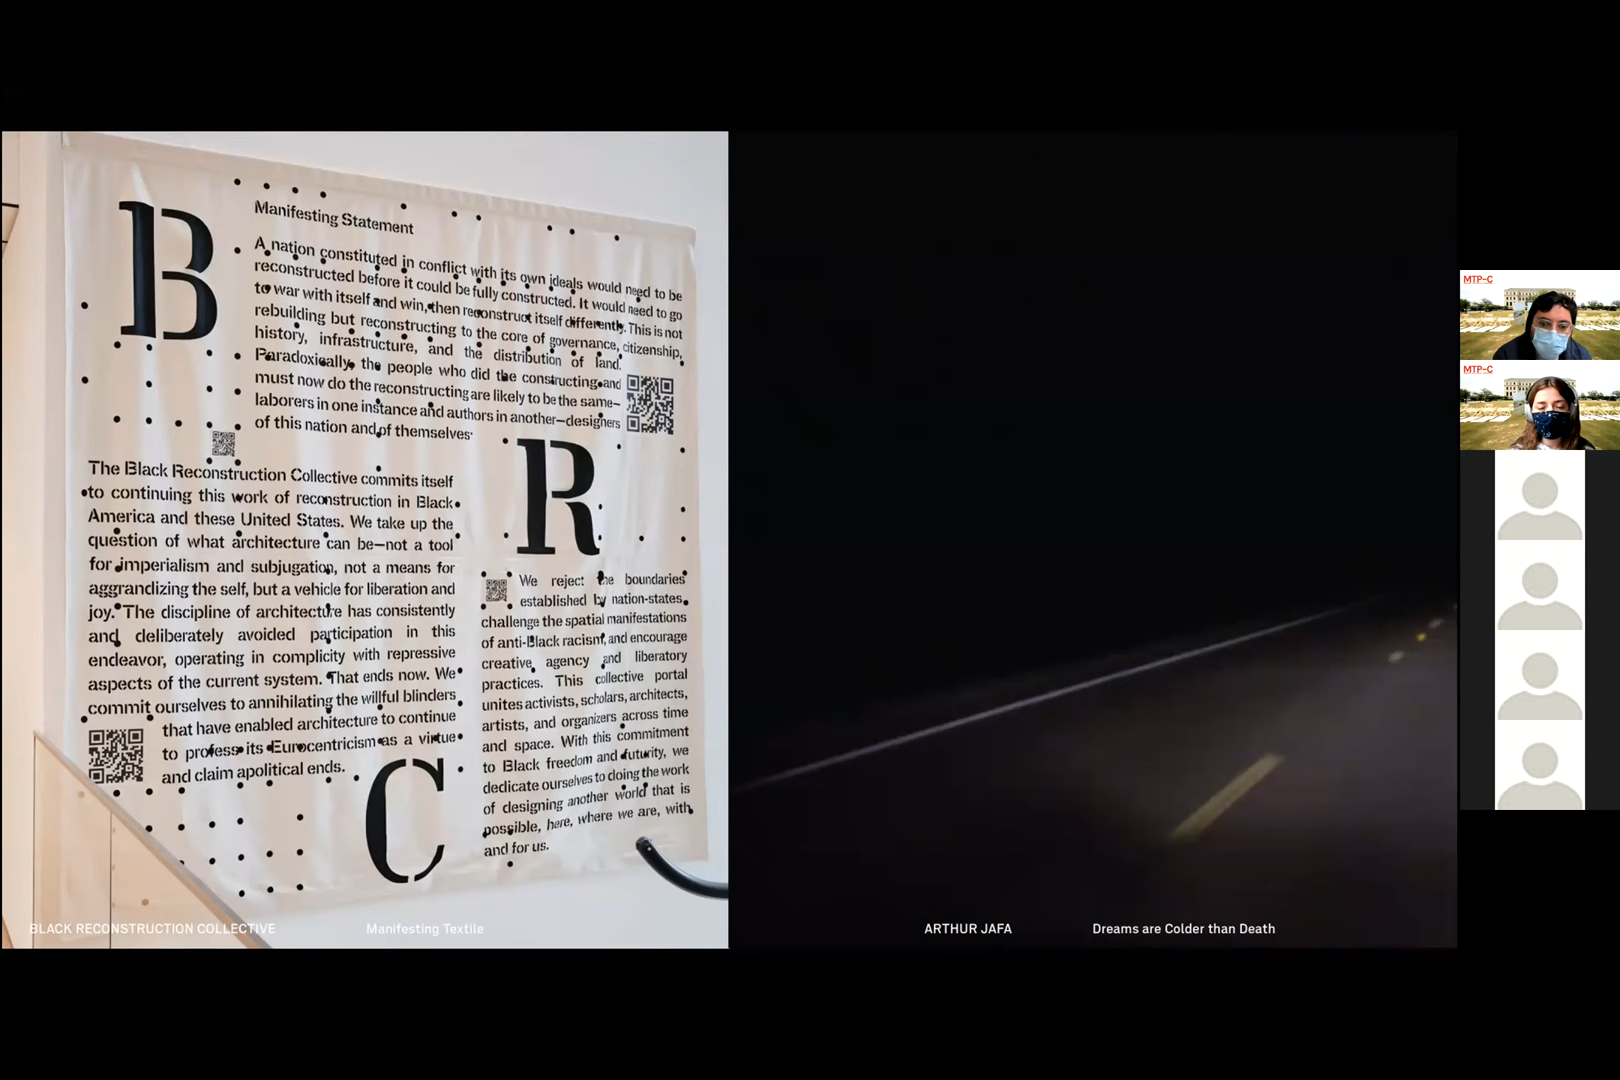 B
Manifesting Statement
A nation constituted in conflict with its own ideals would need to be
reconstructed before it could be fully constructed. It would need to go
to war with itself and win, then reconstruct itself differently. This is not
rebuilding but reconstructing to the core of governance, citizenship,
history, infrastructure, and the distribution of land.
Paradoxically, the people who did the constructing and
must now do the reconstructing are likely to be the same—
laborers in one instance and authors in another—designers
of this nation and of themselves.
The Black Reconstruction Collective commits itself
to continuing this work of reconstruction in Black
America and these United States. We take up the
question of what architecture can be—not a tool
for imperialism and subjugation, not a means for
aggrandizing the self, but a vehicle for liberation and
joy. The discipline of architecture has consistently
and deliberately avoided participation in this
endeavor, operating in complicity with repressive
aspects of the current system. That ends now. We
commit ourselves to annihilating the willful blinders
that have enabled architecture to continue
to profess its Eurocentricism as a virtue
and claim apolitical ends.
R
We reject the boundaries
established by nation-states,
challenge the spatial manifestations
of anti-Black racism, and encourage
creative agency and liberatory
practices. This collective portal
unites activists, scholars, architects,
artists, and organizers across time
and space. With this commitment
to Black freedom and futurity, we
dedicate ourselves to doing the work
of designing another world that is
possible, here, where we are, with
and for us.
C
BLACK RECONSTRUCTION COLLECTIVE
Manifesting Textile
ARTHUR JAFA
Dreams are Colder than Death
MTP-C
MTP-C